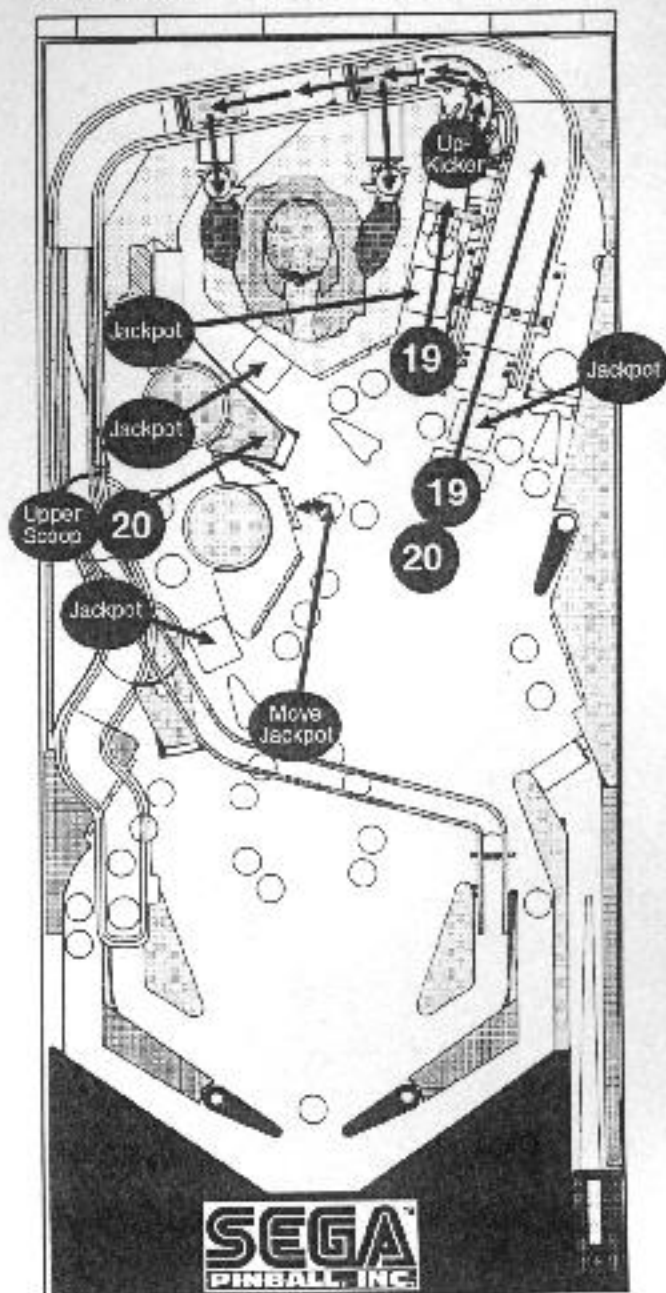 Up-
Kicker
Jackpot
19
Jackpot
Jackpot
19
Upper
Scoop
20
20
Jackpot
Move
Jackpot
SEGA
PINBALL, INC.